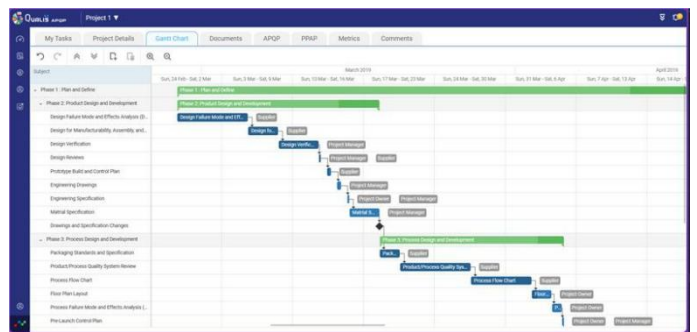 QUALIS APQP Project 1 ▼
My Tasks Project Details Gantt Chart Documents APQP PPAP Metrics Comments
Subject March 2019 April 2019
Sun, 24 Feb - Sat, 2 Mar Sun, 3 Mar - Sat, 9 Mar Sun, 10 Mar - Sat, 16 Mar Sun, 17 Mar - Sat, 23 Mar Sun, 24 Mar - Sat, 30 Mar Sun, 31 Mar - Sat, 6 Apr Sun, 7 Apr - Sat, 13 Apr Sun, 14 Apr
Phase 1: Plan and Define Phase 1: Plan and Define
Phase 2: Product Design and Development Phase 2: Product Design and Development
Design Failure Mode and Effects Analysis (D... Design Failure Mode and Eff... Supplier
Design for Manufacturability, Assembly, and... Design fo... Supplier
Design Verification Design Verific... Project Manager
Design Reviews Project Manager Supplier
Prototype Build and Control Plan Supplier
Engineering Drawings Project Manager
Engineering Specification Project Owner Project Manager
Matrial Specification Matrial S... Project Manager
Drawings and Specification Changes
Phase 3: Process Design and Development Phase 3: Process Design and Development
Packaging Standards and Specification Pack... Supplier
Product/Process Quality System Review Product/Process Quality Sys... Supplier
Process Flow Chart Process Flow Chart Supplier
Floor Plan Layout Floor... Project Owner
Process Failure Mode and Effects Analysis (... P... Project Owner
Pre-Launch Control Plan Project Owner Project Manager